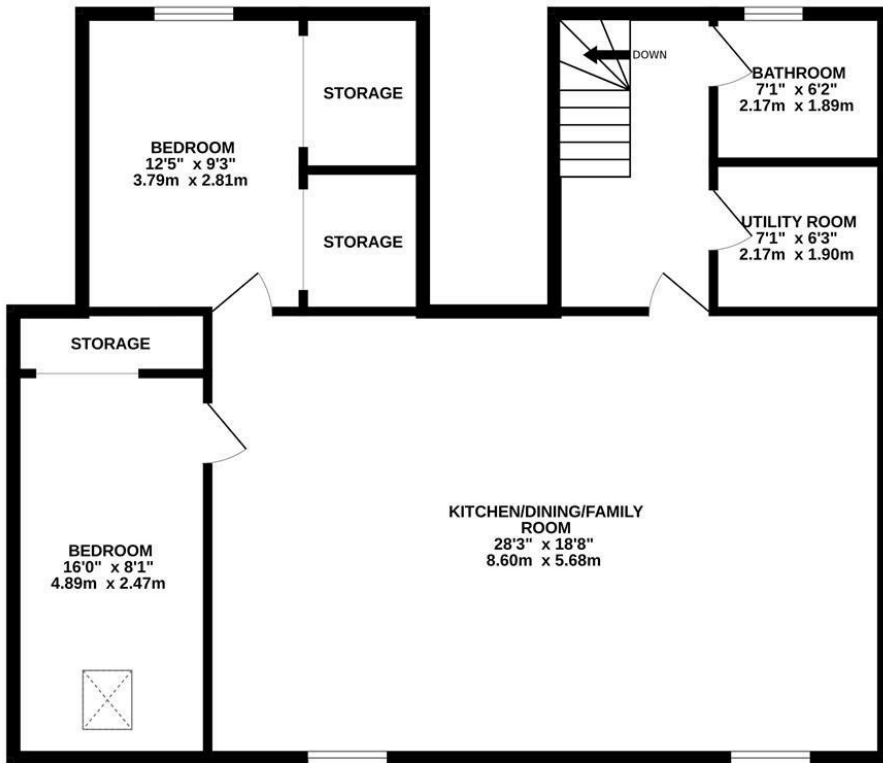 BEDROOM
12'5" x 9'3"
3.79m x 2.81m
STORAGE
STORAGE
DOWN
BATHROOM
7'1" x 6'2"
2.17m x 1.89m
UTILITY ROOM
7'1" x 6'3"
2.17m x 1.90m
STORAGE
BEDROOM
16'0" x 8'1"
4.89m x 2.47m
KITCHEN/DINING/FAMILY
ROOM
28'3" x 18'8"
8.60m x 5.68m